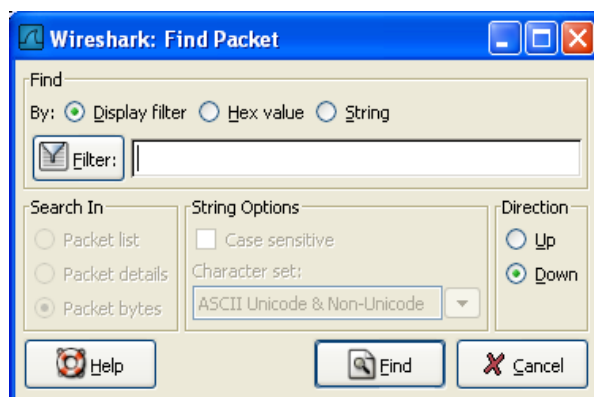 Wireshark: Find Packet
Find
By: Display filter Hex value String
Filter:
Search In
Packet list
Packet details
Packet bytes
String Options
Case sensitive
Character set:
ASCII Unicode & Non-Unicode
Direction
Up
Down
Help
Find
Cancel